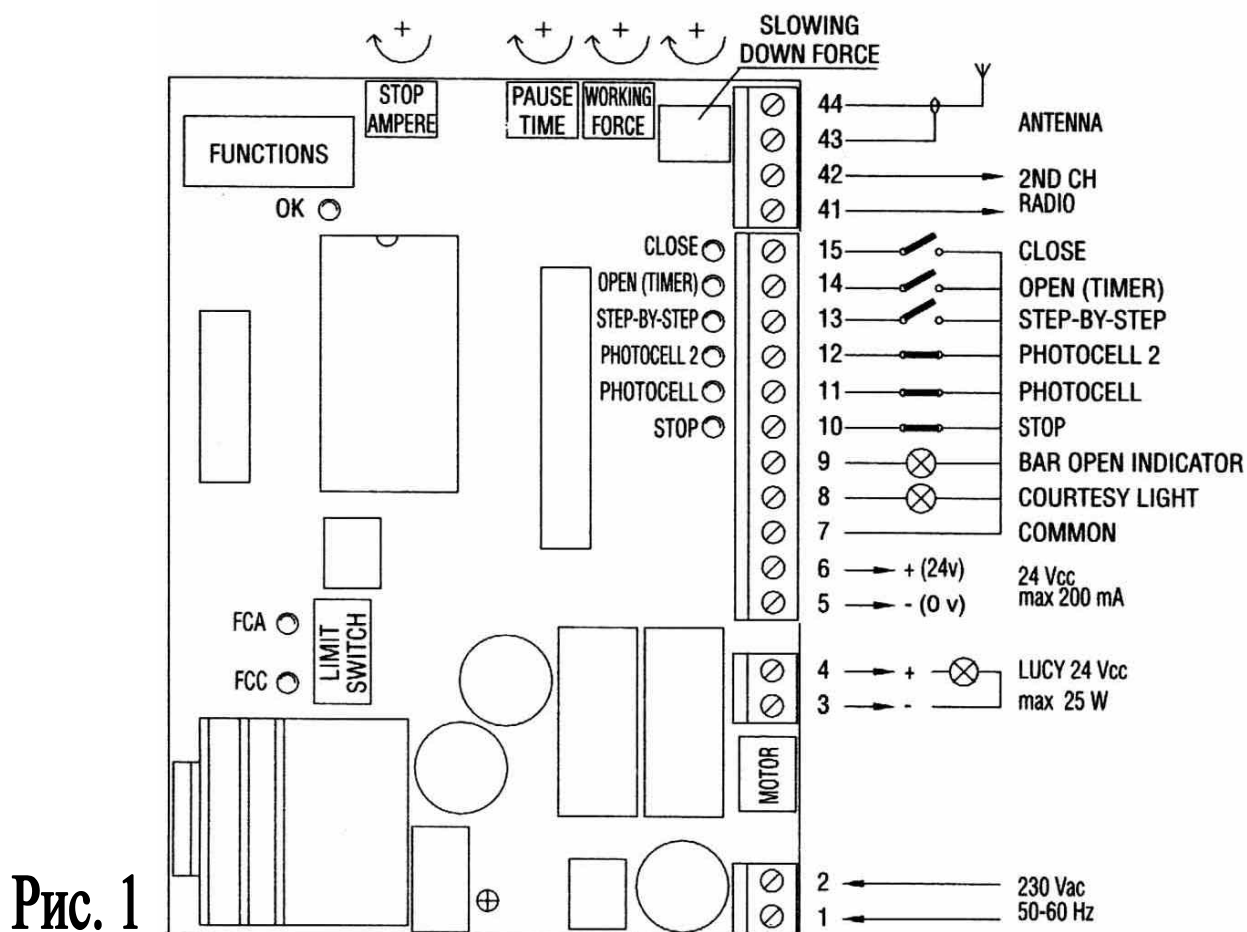 + + + +
SLOWING
DOWN FORCE
STOP
AMPERE
PAUSE
TIME
WORKING
FORCE
FUNCTIONS
OK
44
43
ANTENNA
42
41
2ND CH
RADIO
CLOSE
15
CLOSE
OPEN (TIMER)
14
OPEN (TIMER)
STEP-BY-STEP
13
STEP-BY-STEP
PHOTOCELL 2
12
PHOTOCELL 2
PHOTOCELL
11
PHOTOCELL
STOP
10
STOP
9
BAR OPEN INDICATOR
8
COURTESY LIGHT
7
COMMON
6
+ (24v)
5
- (0 v)
24 Vcc
max 200 mA
FCA
FCC
LIMIT
SWITCH
4
+
3
-
LUCY 24 Vcc
max 25 W
MOTOR
2
1
230 Vac
50-60 Hz
Рис. 1